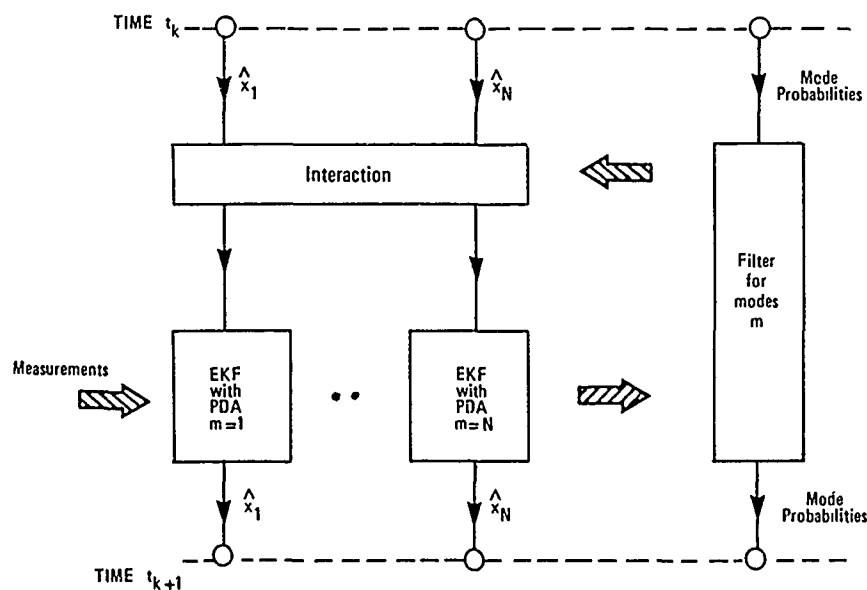 TIME t_k
x̂_1
x̂_N
Mode
Probabilities
Interaction
Filter
for
modes
m
Measurements
EKF
with
PDA
m=1
EKF
with
PDA
m=N
x̂_1
x̂_N
Mode
Probabilities
TIME t_{k+1}